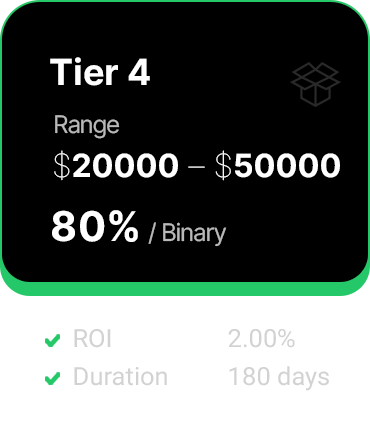 Tier 4
Range
$20000 – $50000
80% / Binary
ROI 2.00%
Duration 180 days